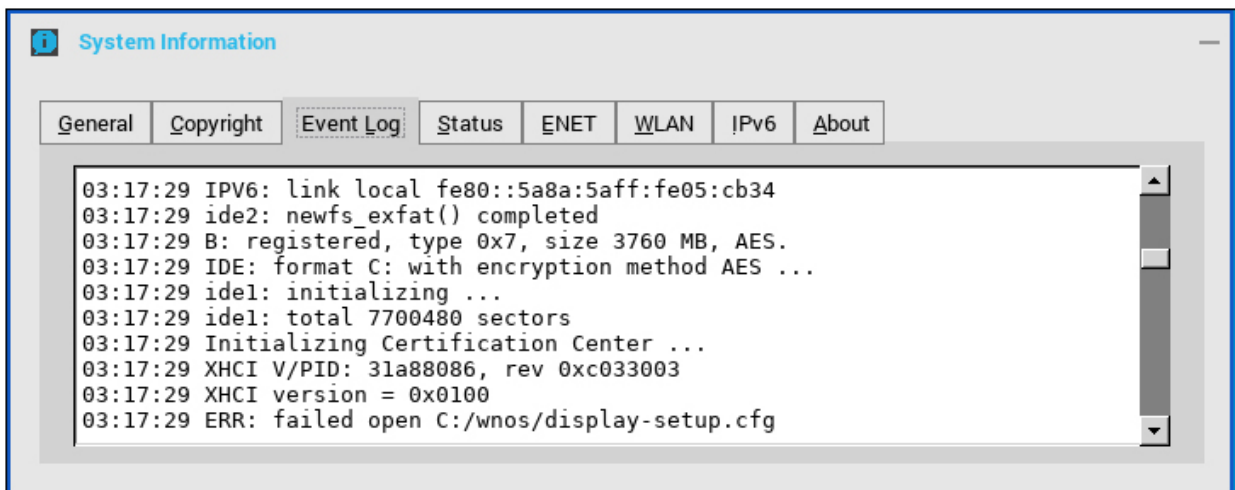 System Information
General Copyright Event Log Status ENET WLAN IPv6 About
03:17:29 IPV6: link local fe80::5a8a:5aff:fe05:cb34
03:17:29 ide2: newfs_exfat() completed
03:17:29 B: registered, type 0x7, size 3760 MB, AES.
03:17:29 IDE: format C: with encryption method AES ...
03:17:29 ide1: initializing ...
03:17:29 ide1: total 7700480 sectors
03:17:29 Initializing Certification Center ...
03:17:29 XHCI V/PID: 31a88086, rev 0xc033003
03:17:29 XHCI version = 0x0100
03:17:29 ERR: failed open C:/wnos/display-setup.cfg